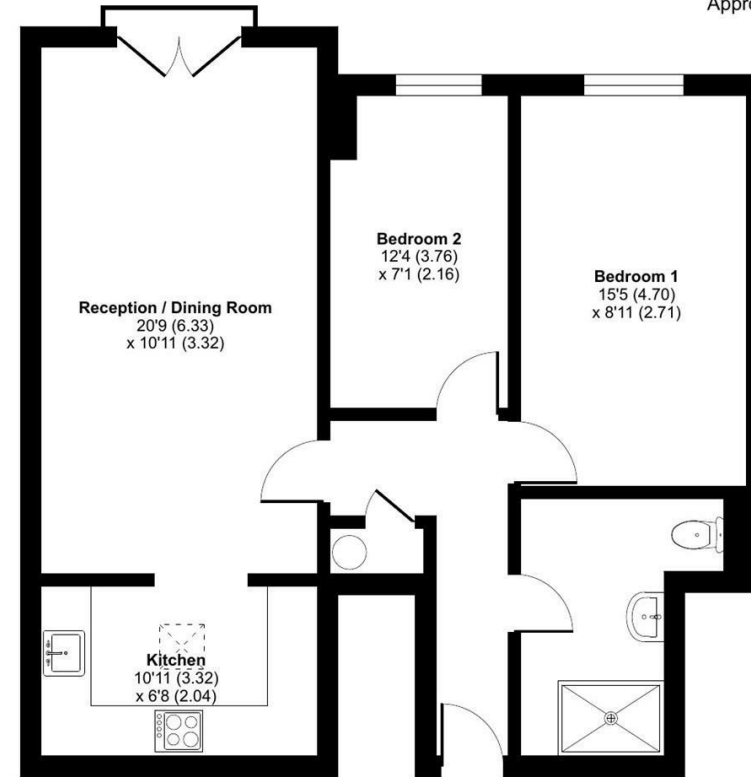 Appro
Bedroom 2
12'4 (3.76)
x 7'1 (2.16)
Bedroom 1
15'5 (4.70)
x 8'11 (2.71)
Reception / Dining Room
20'9 (6.33)
x 10'11 (3.32)
Kitchen
10'11 (3.32)
x 6'8 (2.04)